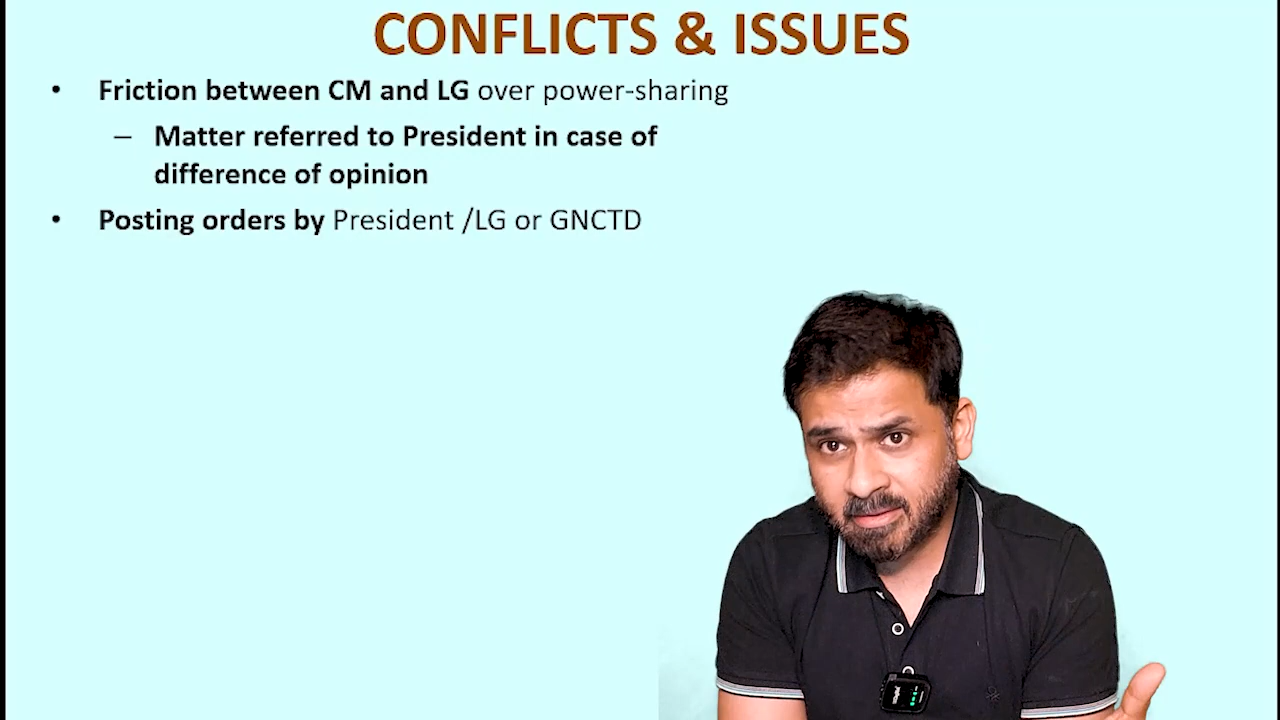 CONFLICTS & ISSUES
• Friction between CM and LG over power-sharing
– Matter referred to President in case of
difference of opinion
• Posting orders by President /LG or GNCTD